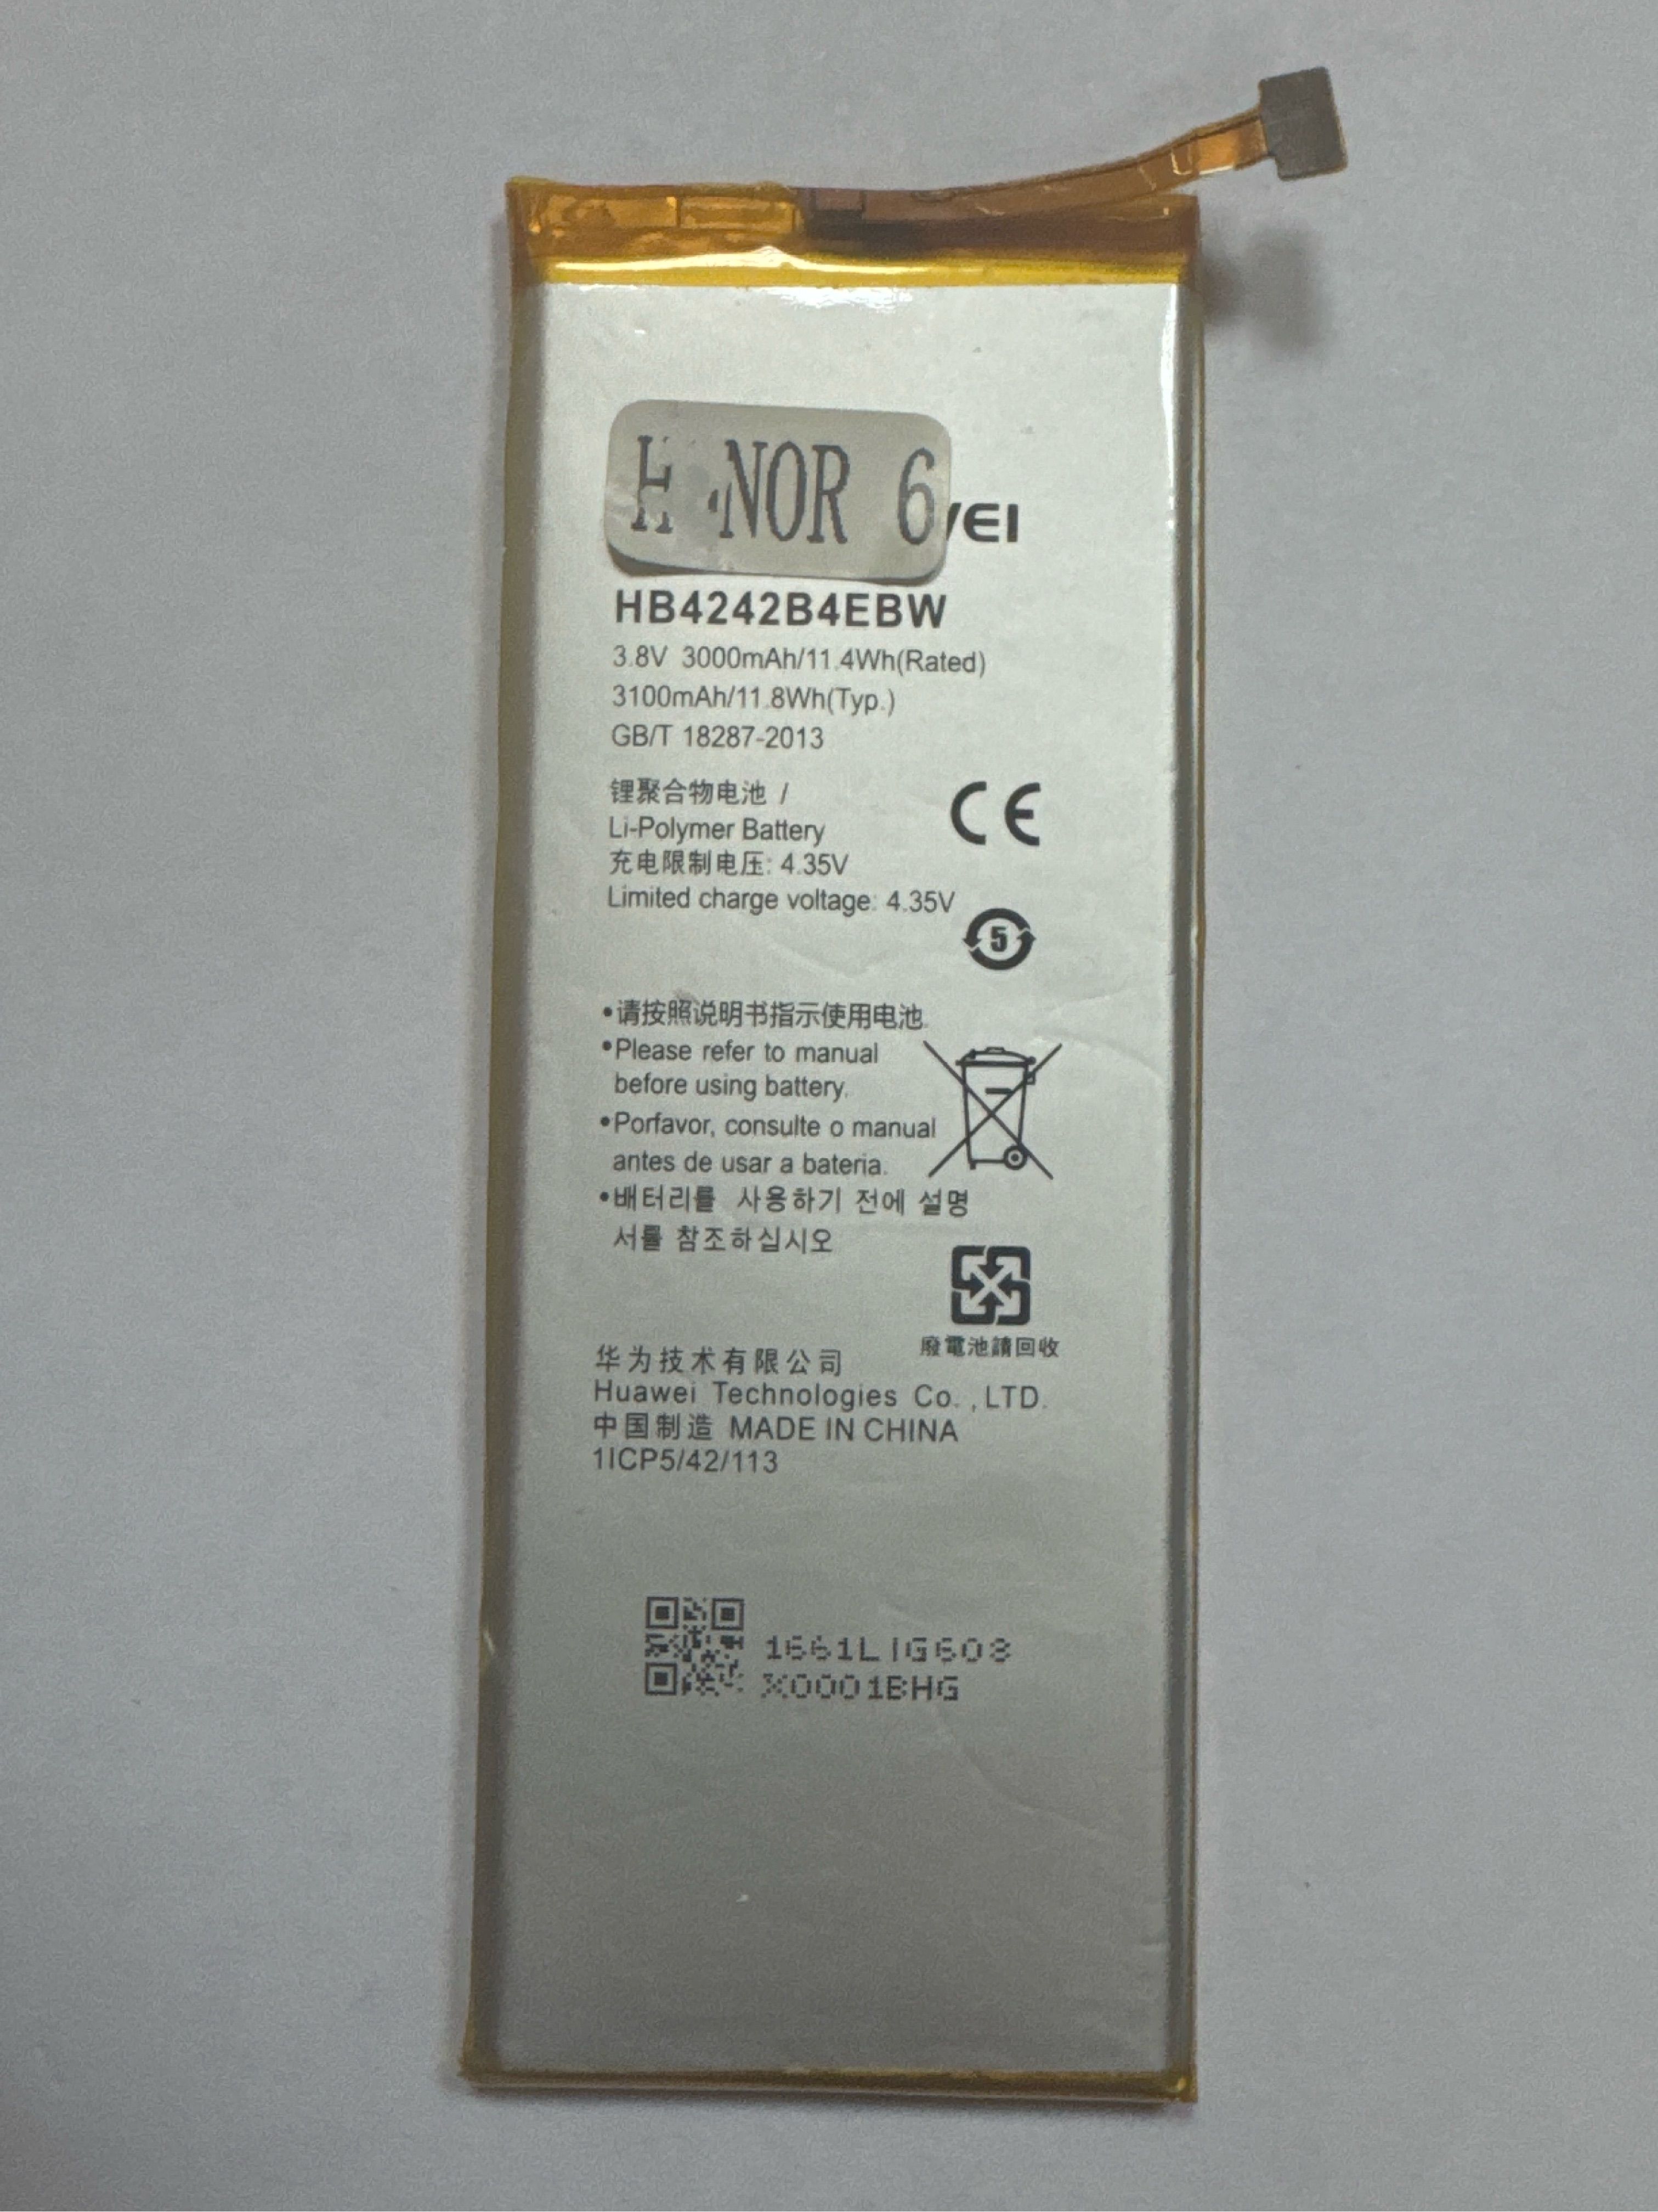 HONOR 6
HB4242B4EBW
3.8V 3000mAh/11.4Wh(Rated)
3100mAh/11.8Wh(Typ.)
GB/T 18287-2013
锂聚合物电池 /
Li-Polymer Battery
充电限制电压: 4.35V
Limited charge voltage: 4.35V
CE
5
•请按照说明书指示使用电池.
•Please refer to manual
before using battery.
•Porfavor, consulte o manual
antes de usar a bateria.
•배터리를 사용하기 전에 설명
서를 참조하십시오
廢電池請回收
华为技术有限公司
Huawei Technologies Co.,LTD.
中国制造 MADE IN CHINA
1ICP5/42/113
1661LIG608
X0001BHG